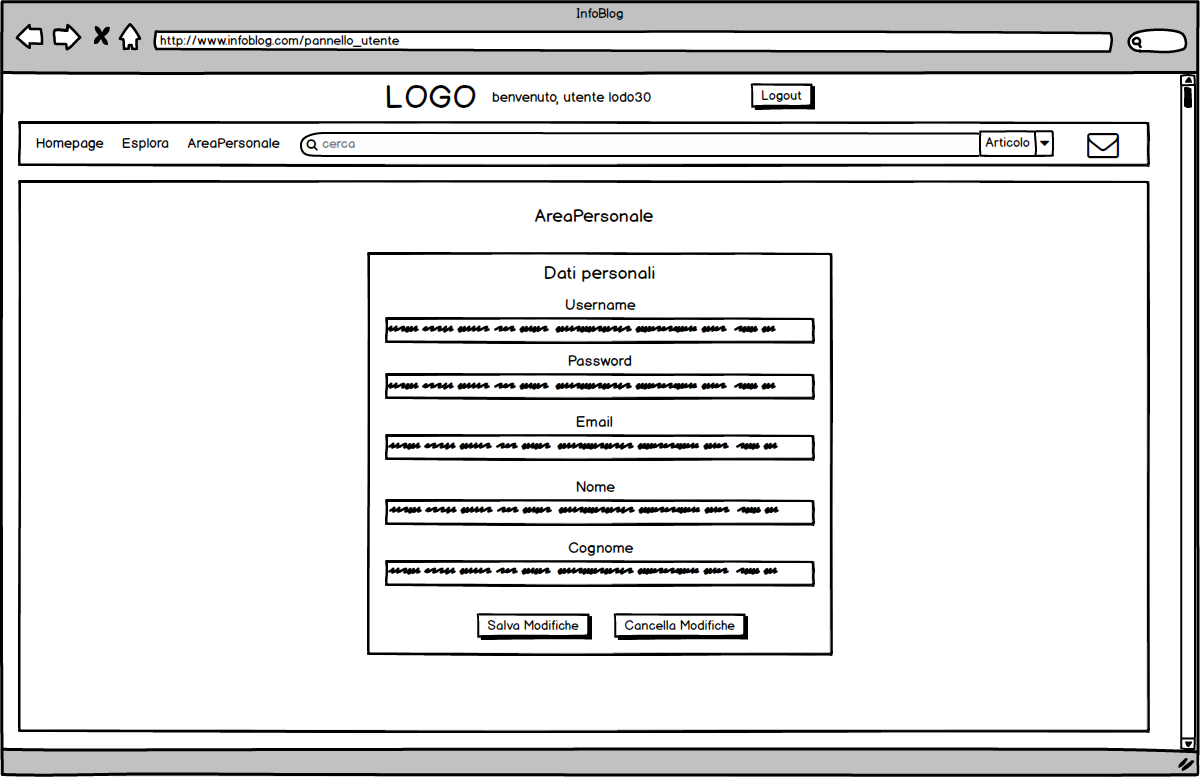 InfoBlog
http://www.infoblog.com/pannello_utente
LOGO benvenuto, utente lodo30 Logout
Homepage Esplora AreaPersonale cerca Articolo
AreaPersonale
Dati personali
Username
Password
Email
Nome
Cognome
Salva Modifiche Cancella Modifiche